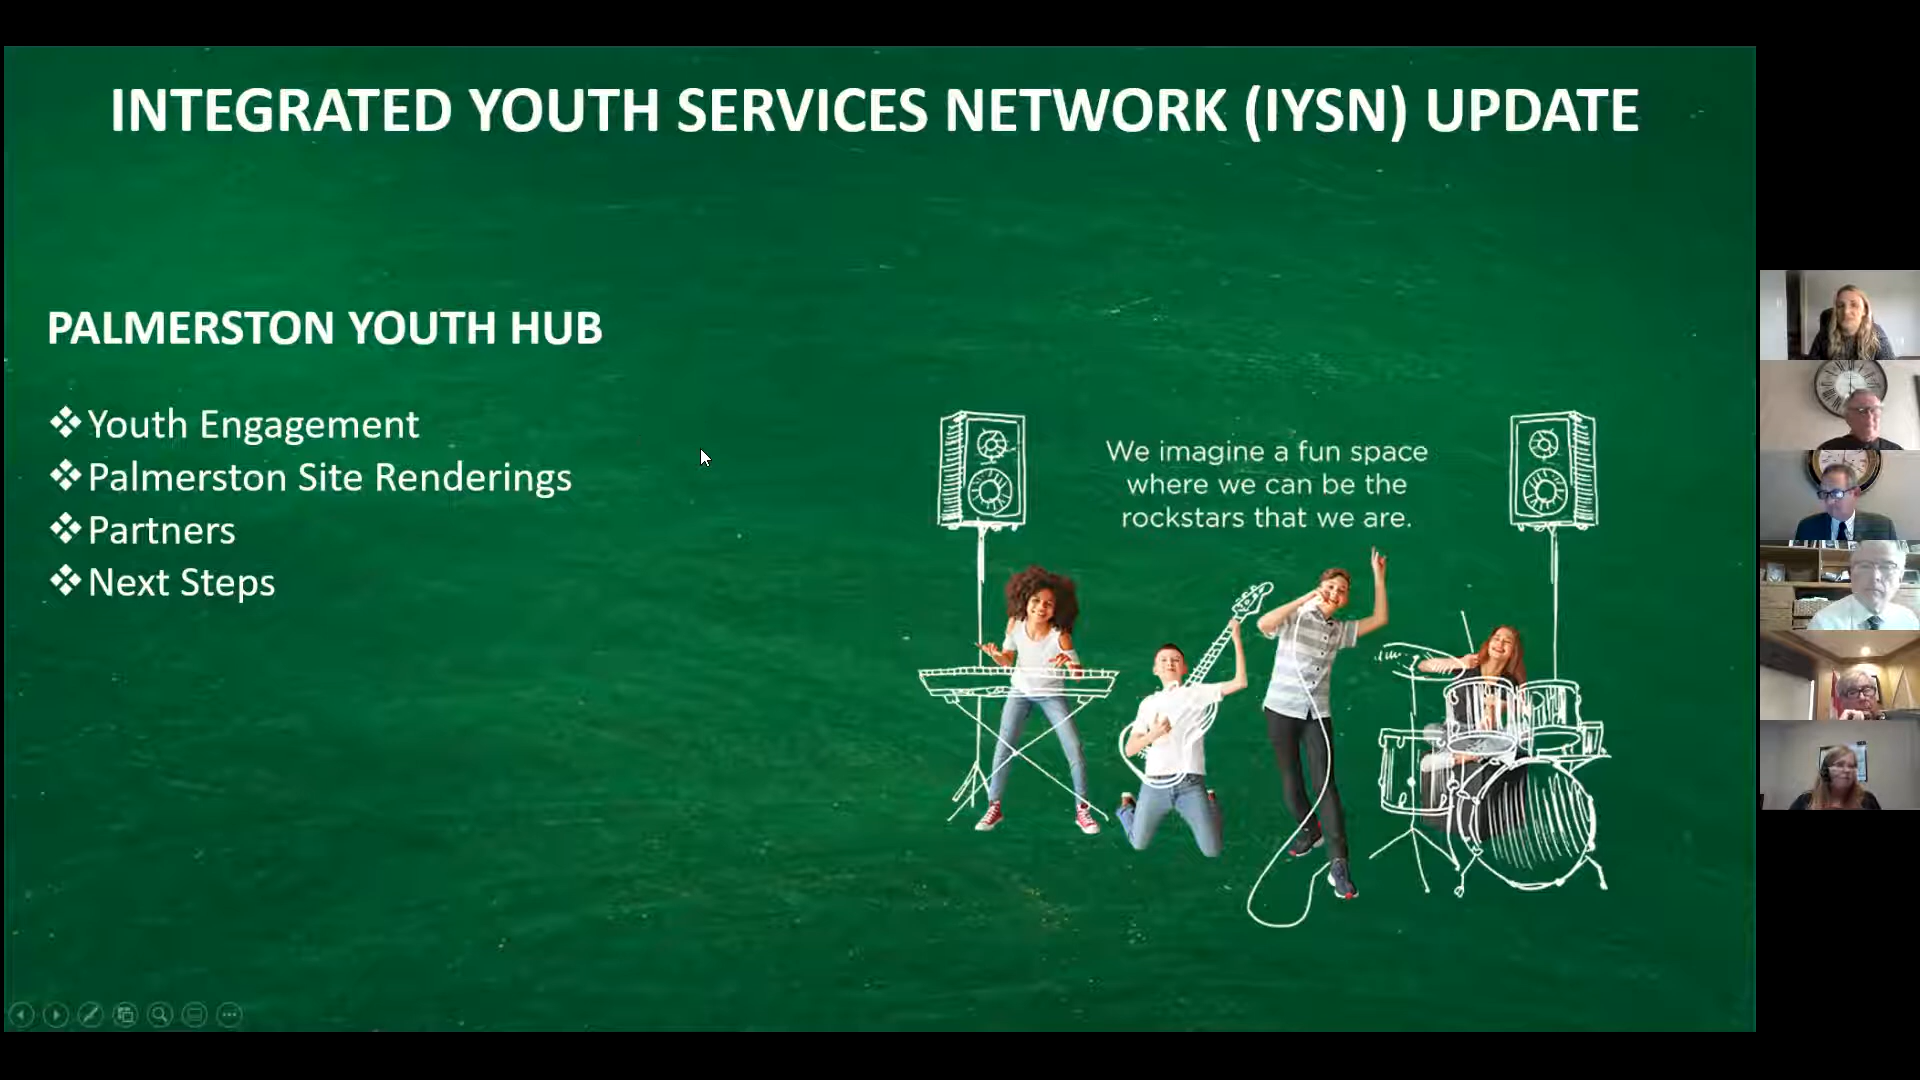 INTEGRATED YOUTH SERVICES NETWORK (IYSN) UPDATE
PALMERSTON YOUTH HUB
❖Youth Engagement
❖Palmerston Site Renderings
❖Partners
❖Next Steps
We imagine a fun space
where we can be the
rockstars that we are.